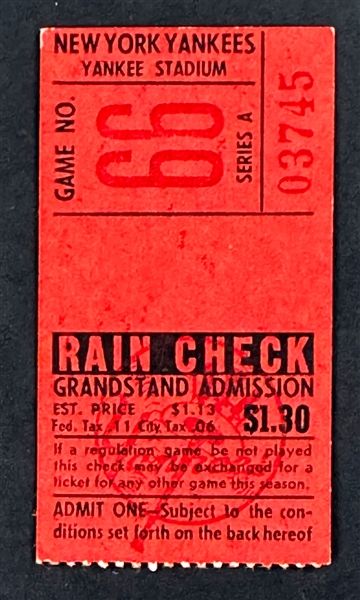 NEW YORK YANKEES
YANKEE STADIUM
GAME NO.
66
SERIES A
03745
RAIN CHECK
GRANDSTAND ADMISSION
EST. PRICE $1.13
Fed. Tax .11 City Tax .06 $1.30
If a regulation game be not played
this check may be exchanged for a
ticket for any other game this season.
ADMIT ONE–Subject to the con-
ditions set forth on the back hereof